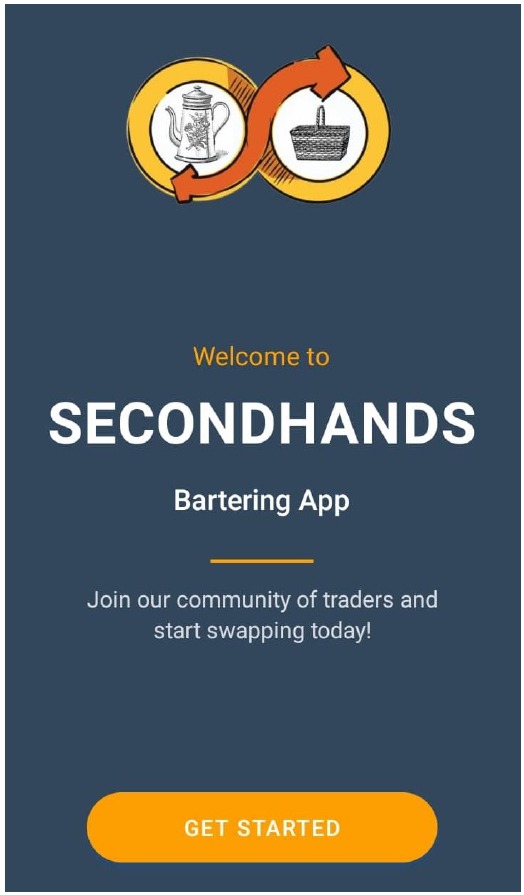 Welcome to
SECONDHANDS
Bartering App
Join our community of traders and
start swapping today!
GET STARTED